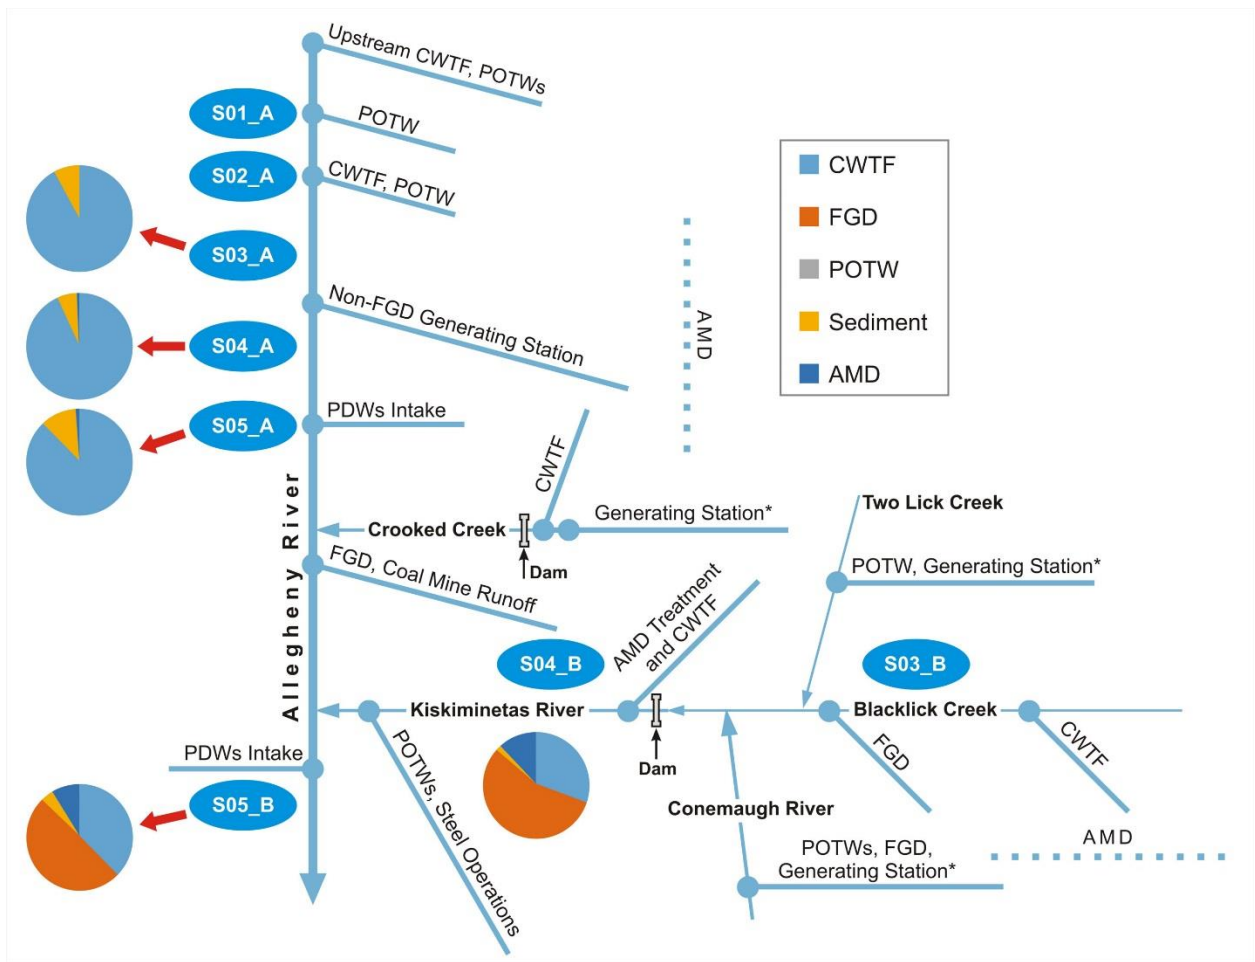 Upstream CWTF, POTWs
S01_A
POTW
S02_A
CWTF, POTW
S03_A
CWTF
FGD
POTW
Sediment
AMD
Non-FGD Generating Station
AMD
S04_A
PDWs Intake
S05_A
CWTF
Allegheny River
Crooked Creek
Generating Station*
Dam
Two Lick Creek
POTW, Generating Station*
FGD, Coal Mine Runoff
AMD Treatment
and CWTF
S04_B
S03_B
Kiskiminetas River
Blacklick Creek
Dam
FGD
CWTF
PDWs Intake
POTWs, Steel Operations
S05_B
Conemaugh River
AMD
POTWs, FGD,
Generating Station*